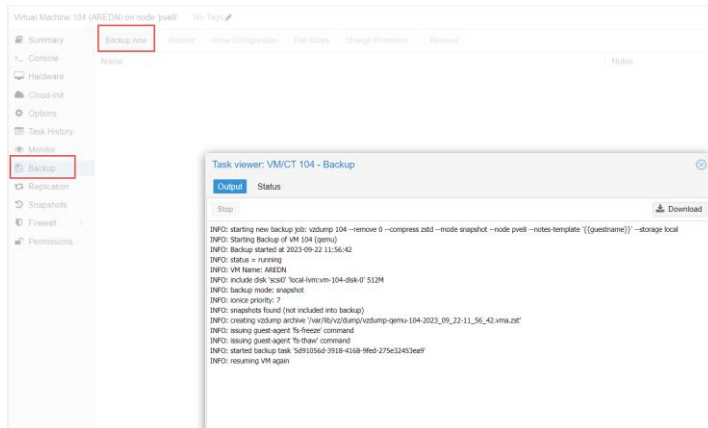 Virtual Machine 104 (AREDN) on node 'pve8' No Tags
Summary
Console
Hardware
Cloud-Init
Options
Task History
Monitor
Backup
Replication
Snapshots
Firewall
Permissions
Backup now Restore Show Configuration Edit Notes Change Protection Remove
Name Notes
Task viewer: VM/CT 104 - Backup
Output Status
Stop Download
INFO: starting new backup job: vzdump 104 --remove 0 --compress zstd --mode snapshot --node pve8 --notes-template '{{guestname}}' --storage local
INFO: Starting Backup of VM 104 (qemu)
INFO: Backup started at 2023-09-22 11:56:42
INFO: status = running
INFO: VM Name: AREDN
INFO: include disk 'scsi0' 'local-lvm:vm-104-disk-0' 512M
INFO: backup mode: snapshot
INFO: ionice priority: 7
INFO: snapshots found (not included into backup)
INFO: creating vzdump archive '/var/lib/vz/dump/vzdump-qemu-104-2023_09_22-11_56_42.vma.zst'
INFO: issuing guest-agent 'fs-freeze' command
INFO: issuing guest-agent 'fs-thaw' command
INFO: started backup task '5d91056d-3918-4168-9fed-275e32453ea9'
INFO: resuming VM again